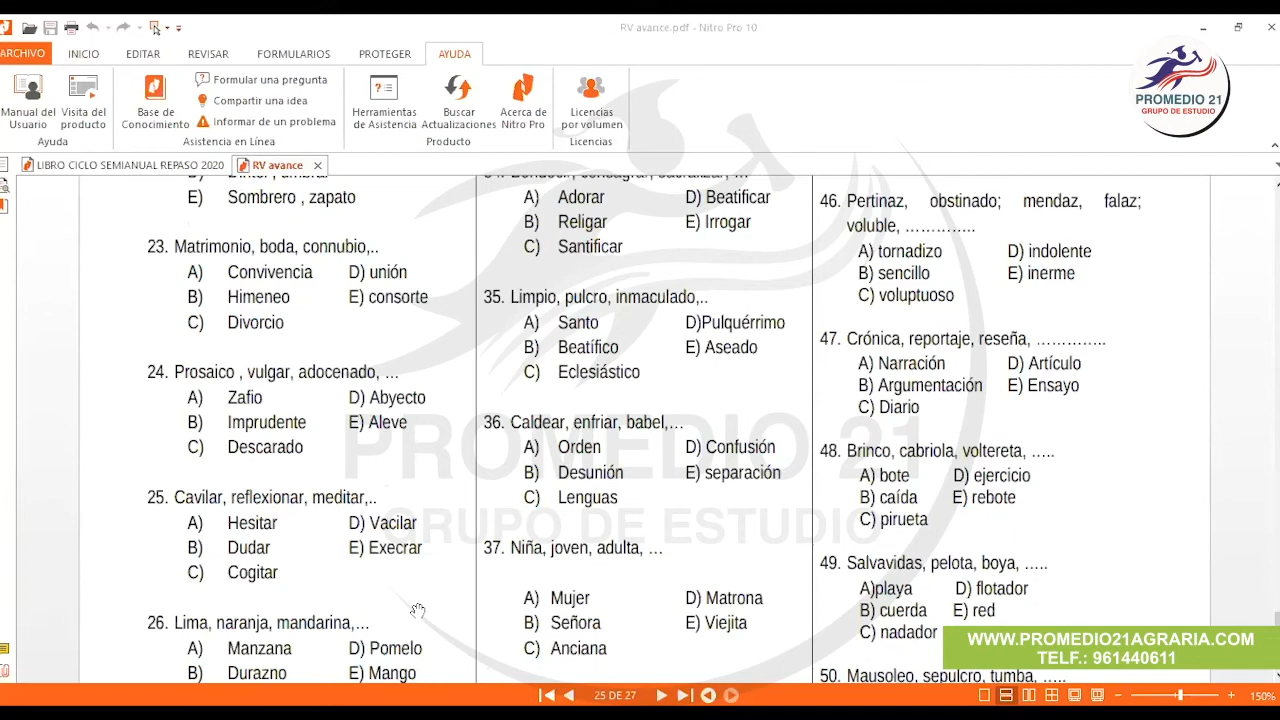 RV avance.pdf - Nitro Pro 10
ARCHIVO INICIO EDITAR REVISAR FORMULARIOS PROTEGER AYUDA
Manual del Usuario
Visita del producto
Ayuda
Base de Conocimiento
Formular una pregunta
Compartir una idea
Informar de un problema
Asistencia en Línea
Herramientas de Asistencia
Buscar Actualizaciones
Acerca de Nitro Pro
Producto
Licencias por volumen
Licencias
PROMEDIO 21
GRUPO DE ESTUDIO
LIBRO CICLO SEMIANUAL REPASO 2020
RV avance
E) Sombrero , zapato
23. Matrimonio, boda, connubio,..
A) Convivencia D) unión
B) Himeneo E) consorte
C) Divorcio
24. Prosaico , vulgar, adocenado, ...
A) Zafio D) Abyecto
B) Imprudente E) Aleve
C) Descarado
25. Cavilar, reflexionar, meditar,..
A) Hesitar D) Vacilar
B) Dudar E) Execrar
C) Cogitar
26. Lima, naranja, mandarina,...
A) Manzana D) Pomelo
B) Durazno E) Mango
A) Adorar D) Beatificar
B) Religar E) Irrogar
C) Santificar
35. Limpio, pulcro, inmaculado,..
A) Santo D)Pulquérrimo
B) Beatífico E) Aseado
C) Eclesiástico
36. Caldear, enfriar, babel,...
A) Orden D) Confusión
B) Desunión E) separación
C) Lenguas
37. Niña, joven, adulta, ...
A) Mujer D) Matrona
B) Señora E) Viejita
C) Anciana
46. Pertinaz, obstinado; mendaz, falaz;
voluble, …………..
A) tornadizo D) indolente
B) sencillo E) inerme
C) voluptuoso
47. Crónica, reportaje, reseña, …………..
A) Narración D) Artículo
B) Argumentación E) Ensayo
C) Diario
48. Brinco, cabriola, voltereta, …..
A) bote D) ejercicio
B) caída E) rebote
C) pirueta
49. Salvavidas, pelota, boya, …..
A)playa D) flotador
B) cuerda E) red
C) nadador
50. Mausoleo, sepulcro, tumba, …..
PROMEDIO 21
GRUPO DE ESTUDIO
WWW.PROMEDIO21AGRARIA.COM
TELF.: 961440611
25 DE 27
150%